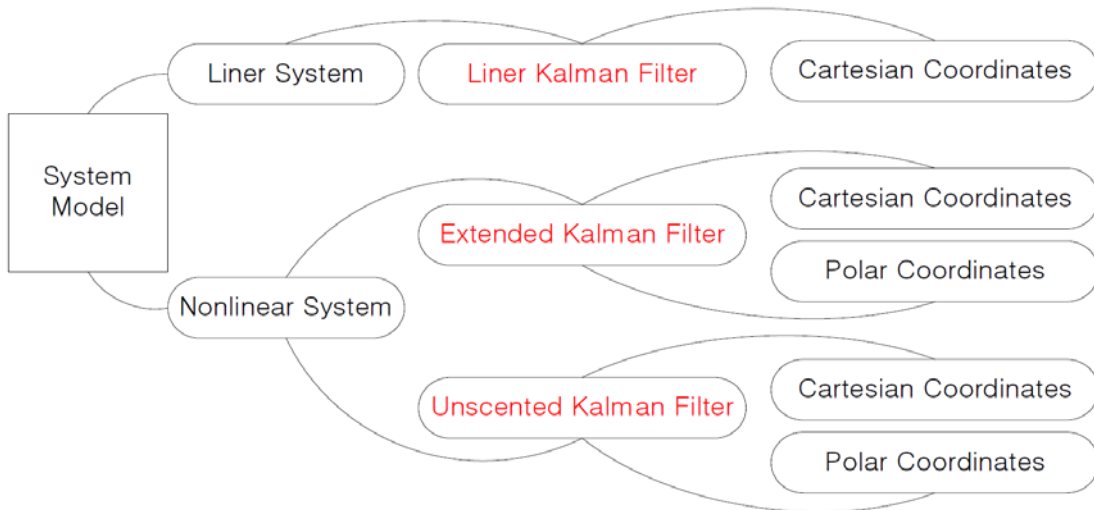 Liner System
Liner Kalman Filter
Cartesian Coordinates
System
Model
Cartesian Coordinates
Extended Kalman Filter
Polar Coordinates
Nonlinear System
Cartesian Coordinates
Unscented Kalman Filter
Polar Coordinates